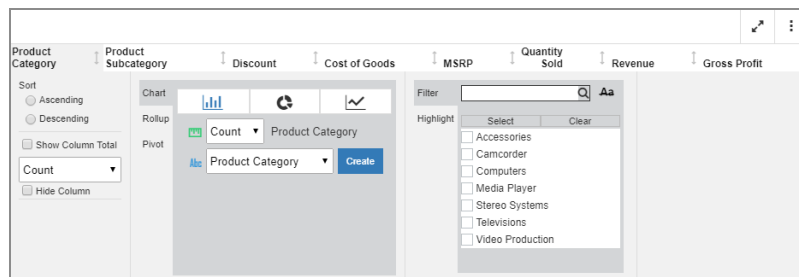 Product Category
Product Subcategory
Discount
Cost of Goods
MSRP
Quantity Sold
Revenue
Gross Profit
Sort
Ascending
Descending
Show Column Total
Count
Hide Column
Chart
Rollup
Pivot
Count Product Category
Abc Product Category Create
Filter
Aa
Highlight
Select Clear
Accessories
Camcorder
Computers
Media Player
Stereo Systems
Televisions
Video Production